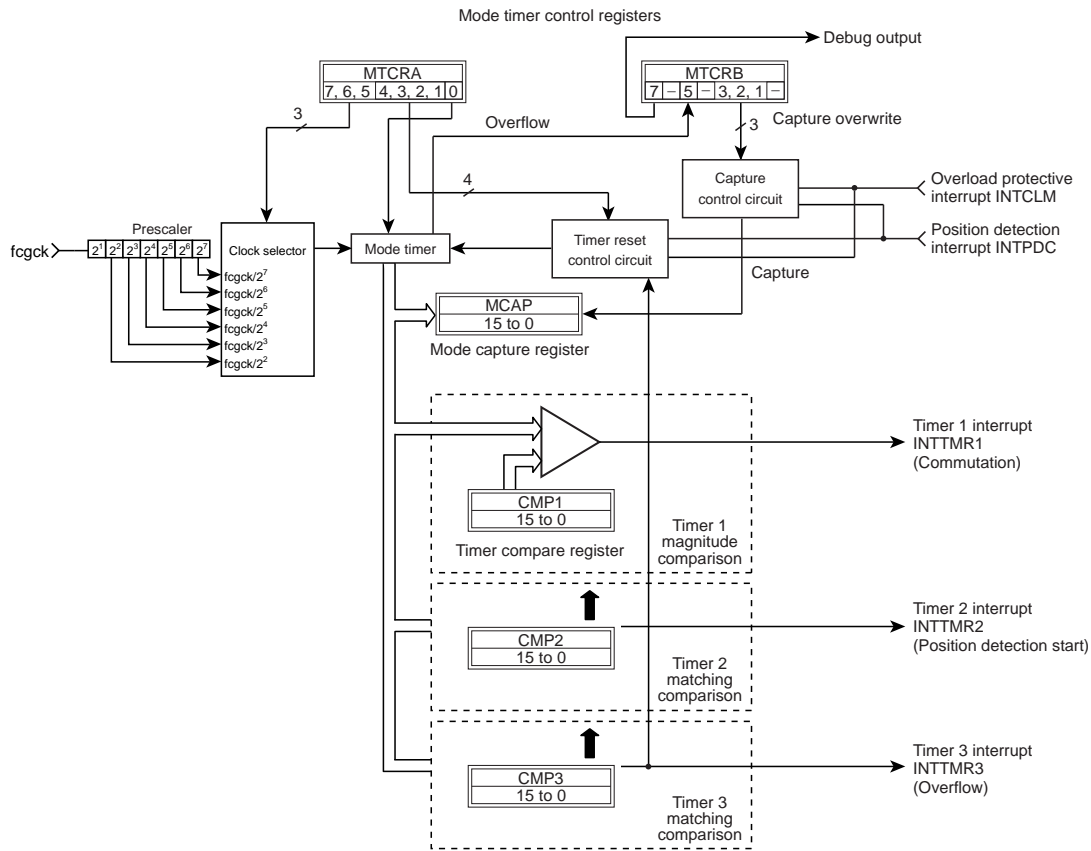 Mode timer control registers
Debug output
MTCRA
7, 6, 5 4, 3, 2, 1 0
MTCRB
7 – 5 – 3, 2, 1 –
3
Overflow
3
Capture overwrite
4
Capture
control circuit
Overload protective
interrupt INTCLM
Position detection
interrupt INTPDC
Prescaler
fcgck
2¹ 2² 2³ 2⁴ 2⁵ 2⁶ 2⁷
Clock selector
fcgck/2⁷
fcgck/2⁶
fcgck/2⁵
fcgck/2⁴
fcgck/2³
fcgck/2²
Mode timer
Timer reset
control circuit
Capture
MCAP
15 to 0
Mode capture register
Timer 1 interrupt
INTTMR1
(Commutation)
CMP1
15 to 0
Timer compare register
Timer 1
magnitude
comparison
CMP2
15 to 0
Timer 2
matching
comparison
Timer 2 interrupt
INTTMR2
(Position detection start)
CMP3
15 to 0
Timer 3
matching
comparison
Timer 3 interrupt
INTTMR3
(Overflow)